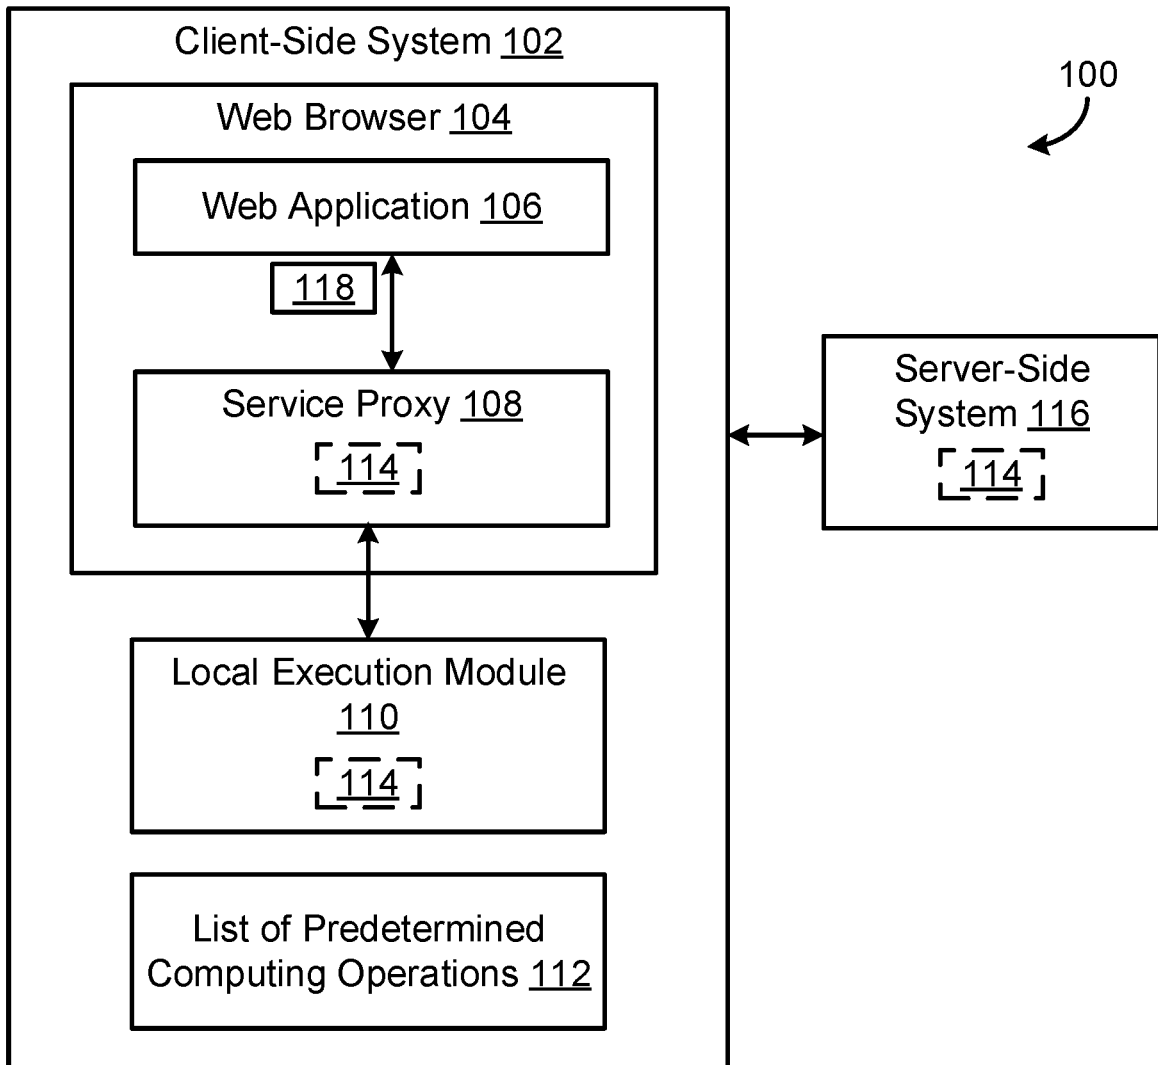 Client-Side System 102
100
Web Browser 104
Web Application 106
118
Service Proxy 108
114
Server-Side
System 116
114
Local Execution Module
110
114
List of Predetermined
Computing Operations 112